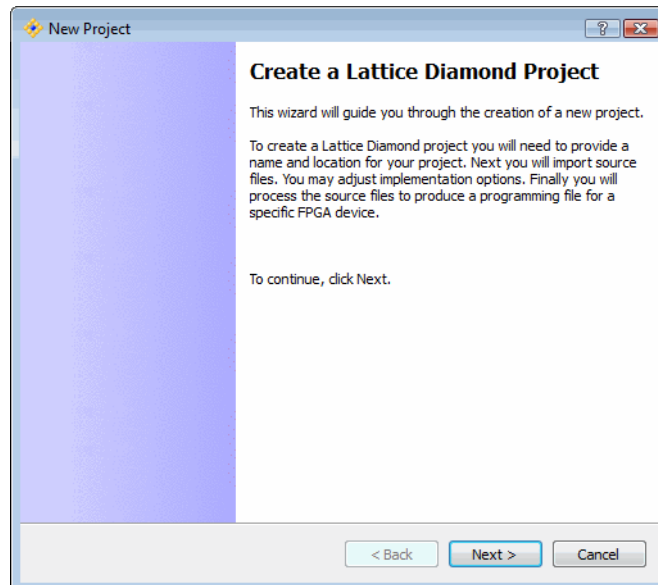 New Project
?
Create a Lattice Diamond Project
This wizard will guide you through the creation of a new project.
To create a Lattice Diamond project you will need to provide a
name and location for your project. Next you will import source
files. You may adjust implementation options. Finally you will
process the source files to produce a programming file for a
specific FPGA device.
To continue, click Next.
< Back
Next >
Cancel